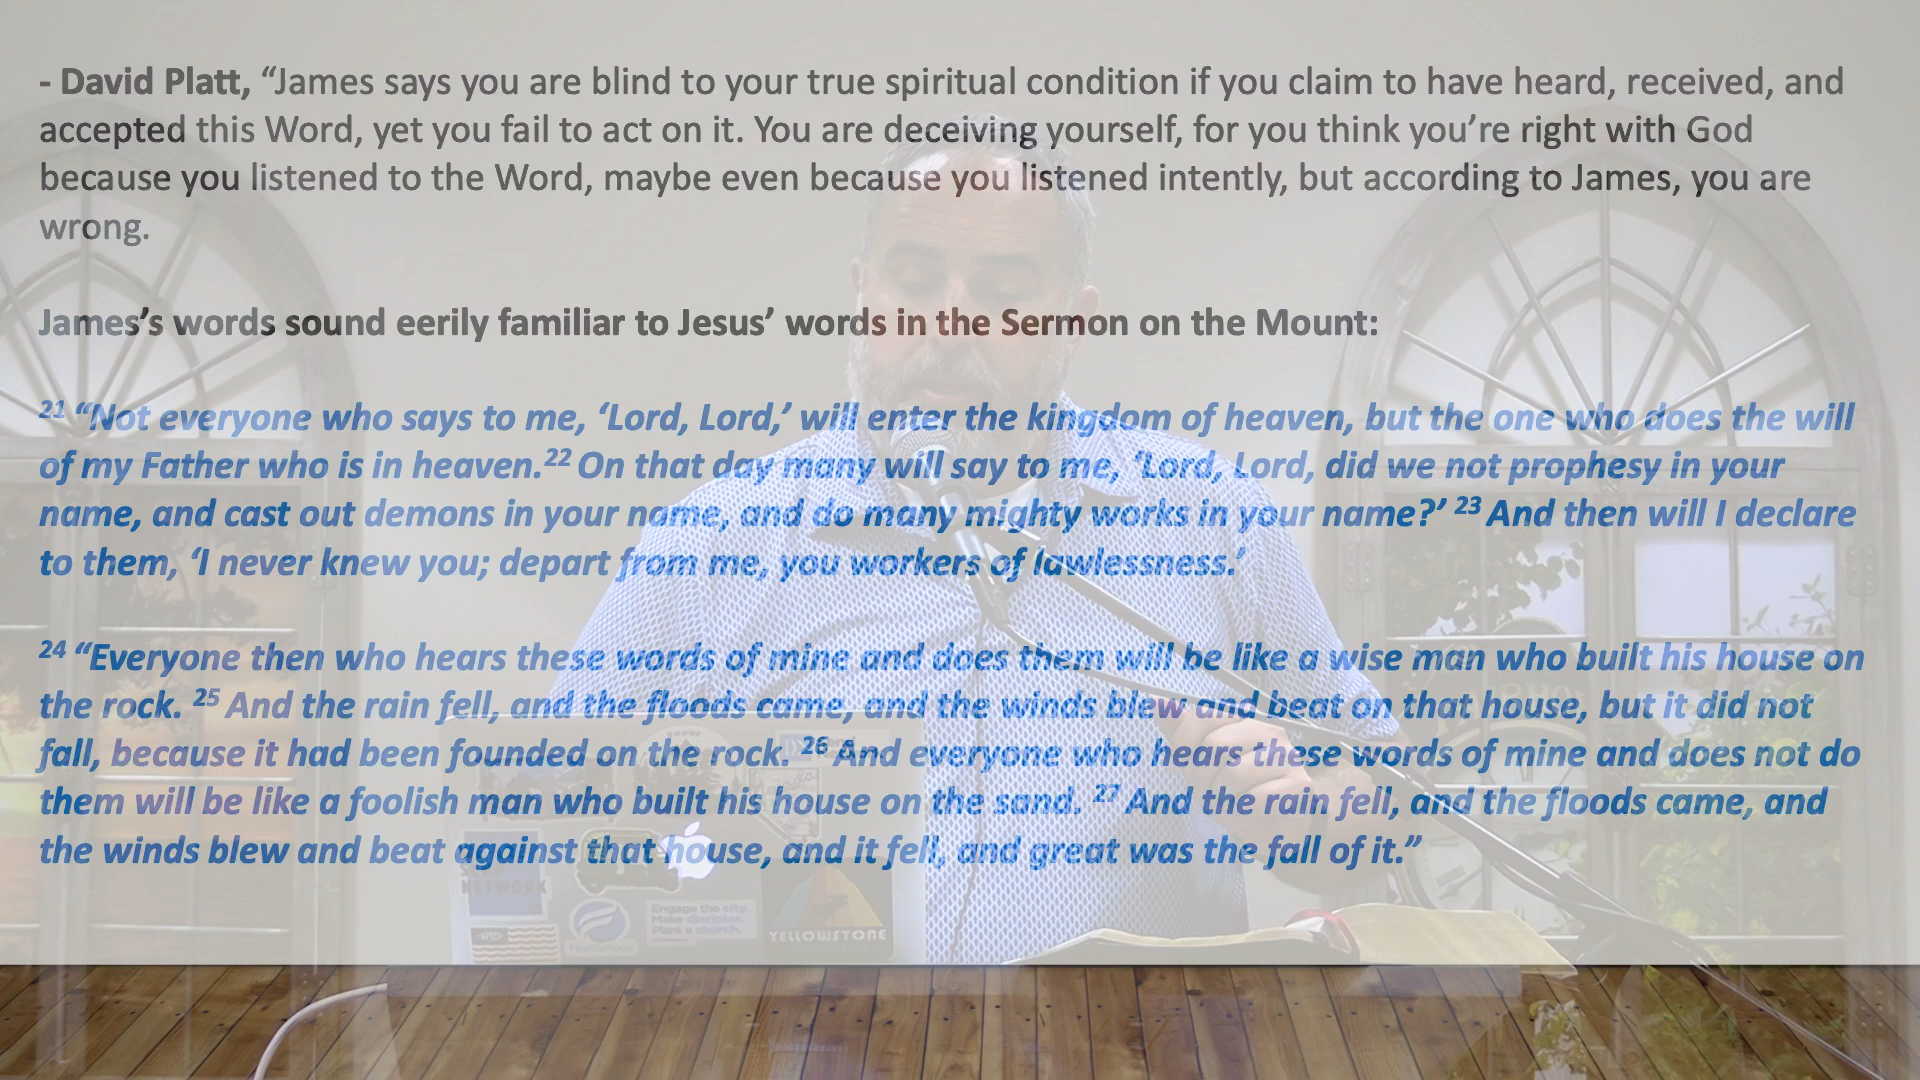 - David Platt, “James says you are blind to your true spiritual condition if you claim to have heard, received, and
accepted this Word, yet you fail to act on it. You are deceiving yourself, for you think you’re right with God
because you listened to the Word, maybe even because you listened intently, but according to James, you are
wrong.
James’s words sound eerily familiar to Jesus’ words in the Sermon on the Mount:
21 “Not everyone who says to me, ‘Lord, Lord,’ will enter the kingdom of heaven, but the one who does the will
of my Father who is in heaven.22 On that day many will say to me, ‘Lord, Lord, did we not prophesy in your
name, and cast out demons in your name, and do many mighty works in your name?’ 23 And then will I declare
to them, ‘I never knew you; depart from me, you workers of lawlessness.’
24 “Everyone then who hears these words of mine and does them will be like a wise man who built his house on
the rock. 25 And the rain fell, and the floods came, and the winds blew and beat on that house, but it did not
fall, because it had been founded on the rock. 26 And everyone who hears these words of mine and does not do
them will be like a foolish man who built his house on the sand. 27 And the rain fell, and the floods came, and
the winds blew and beat against that house, and it fell, and great was the fall of it.”
NETWORK
Engage the city.
Make disciples.
Plant a church.
YELLOWSTONE